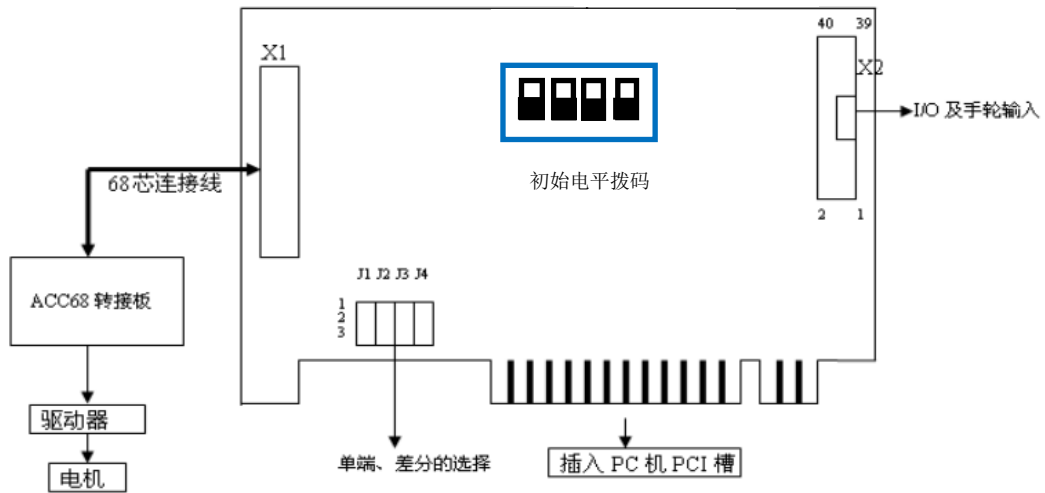 40 39
X1
X2
I/O 及手轮输入
初始电平拨码
68芯连接线
2 1
J1 J2 J3 J4
ACC68 转接板
1
2
3
驱动器
单端、差分的选择
插入 PC 机 PCI 槽
电机